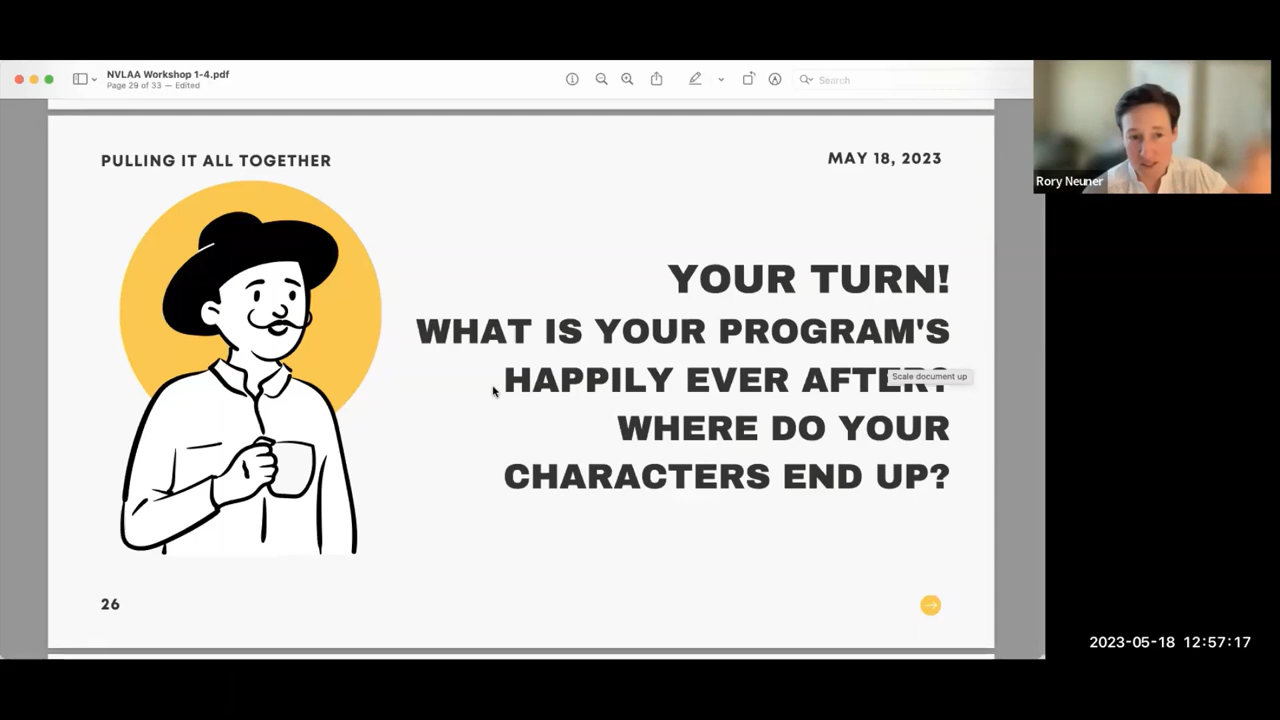 NVLAA Workshop 1-4.pdf
Page 29 of 33 — Edited
Search
Rory Neuner
PULLING IT ALL TOGETHER
MAY 18, 2023
YOUR TURN!
WHAT IS YOUR PROGRAM'S
HAPPILY EVER AFTER?
Scale document up
WHERE DO YOUR
CHARACTERS END UP?
26
2023-05-18 12:57:17